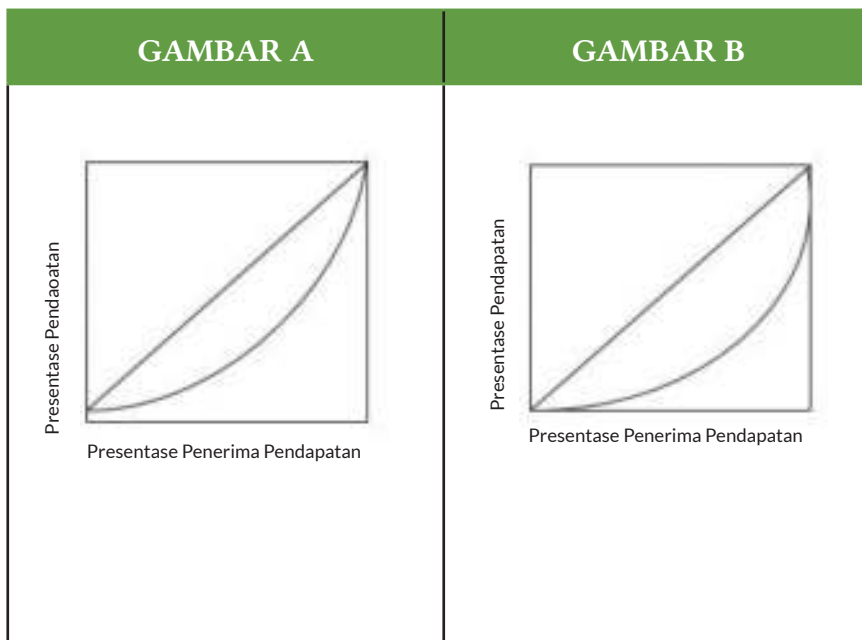 GAMBAR A
GAMBAR B
Presentase Pendaoatan
Presentase Penerima Pendapatan
Presentase Pendapatan
Presentase Penerima Pendapatan